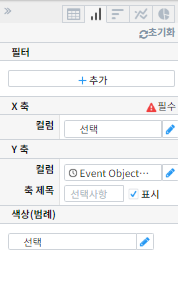 초기화
필터
+ 추가
X 축 필수
컬럼 선택
Y 축
컬럼 Event Object...
축 제목 선택사항 표시
색상(범례)
선택